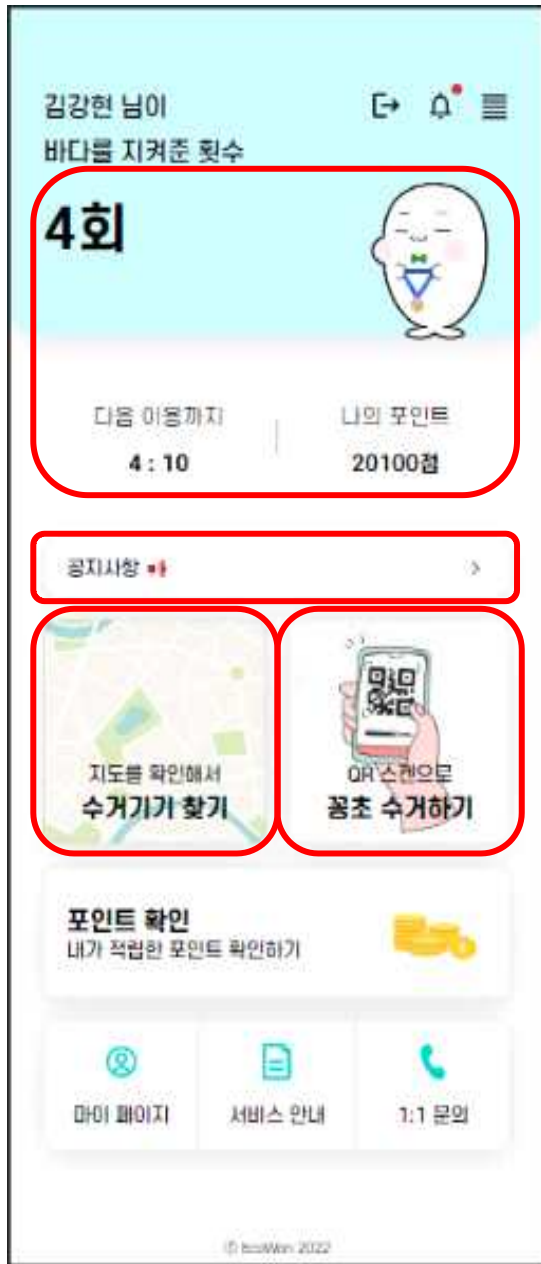 김강현 님이
바다를 지켜준 횟수
4회
다음 이용까지
나의 포인트
4 : 10
20100점
공지사항
지도를 확인해서
수거기기 찾기
QR 스캔으로
꽁초 수거하기
포인트 확인
내가 적립한 포인트 확인하기
마이 페이지
서비스 안내
1:1 문의
2022